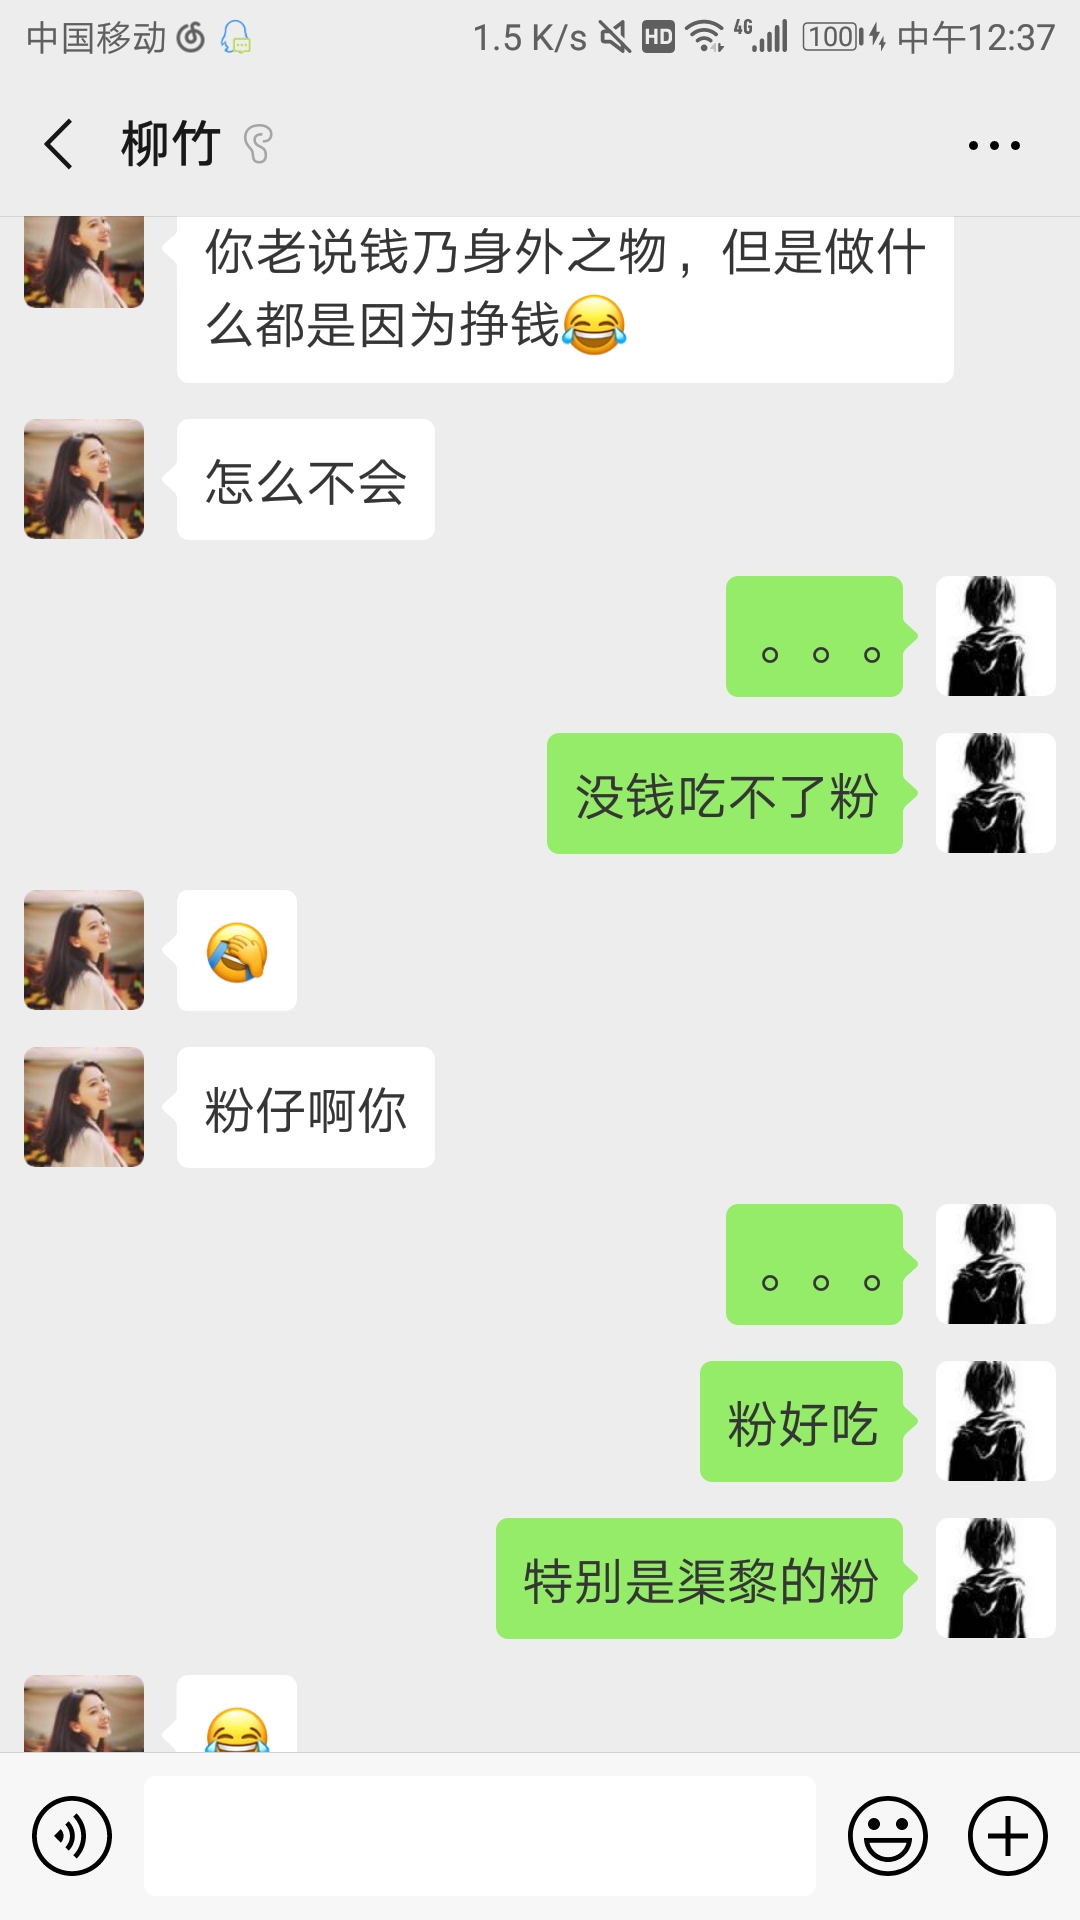 中国移动 1.5 K/s HD 4G 100 中午12:37
柳竹
你老说钱乃身外之物，但是做什
么都是因为挣钱😂
怎么不会
。。。
没钱吃不了粉
粉仔啊你
。。。
粉好吃
特别是渠黎的粉